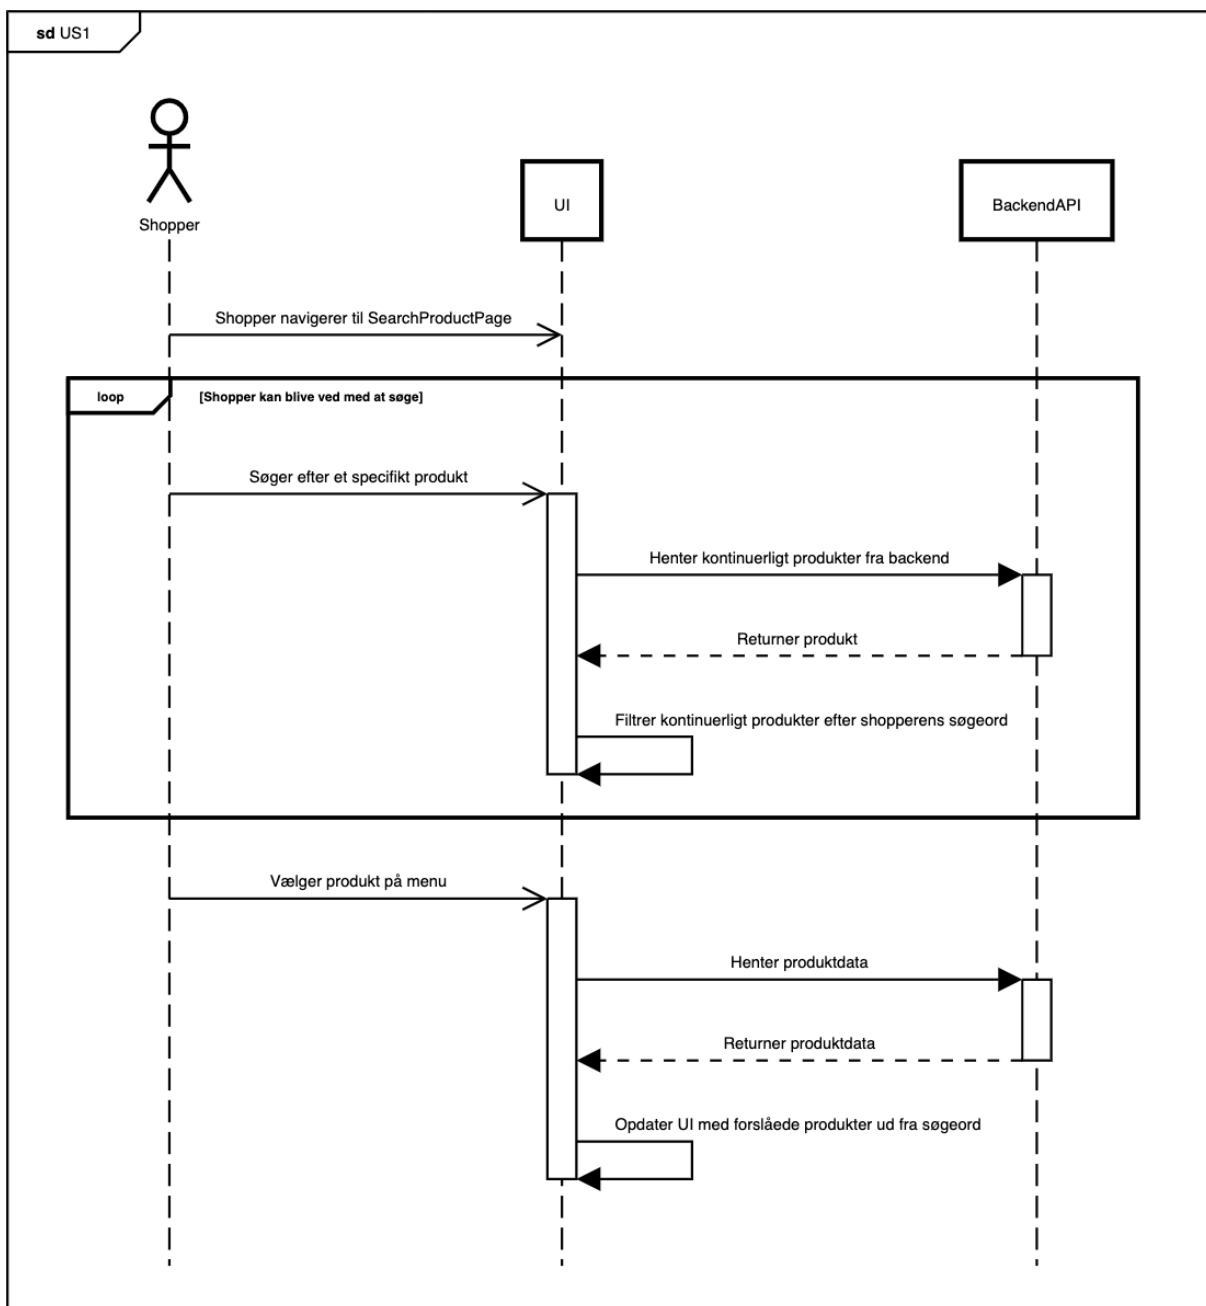 sd US1
Shopper
UI
BackendAPI
Shopper navigerer til SearchProductPage
loop
[Shopper kan blive ved med at søge]
Søger efter et specifikt produkt
Henter kontinuerligt produkter fra backend
Returner produkt
Filtrer kontinuerligt produkter efter shopperens søgeord
Vælger produkt på menu
Henter produktdata
Returner produktdata
Opdater UI med forslåede produkter ud fra søgeord